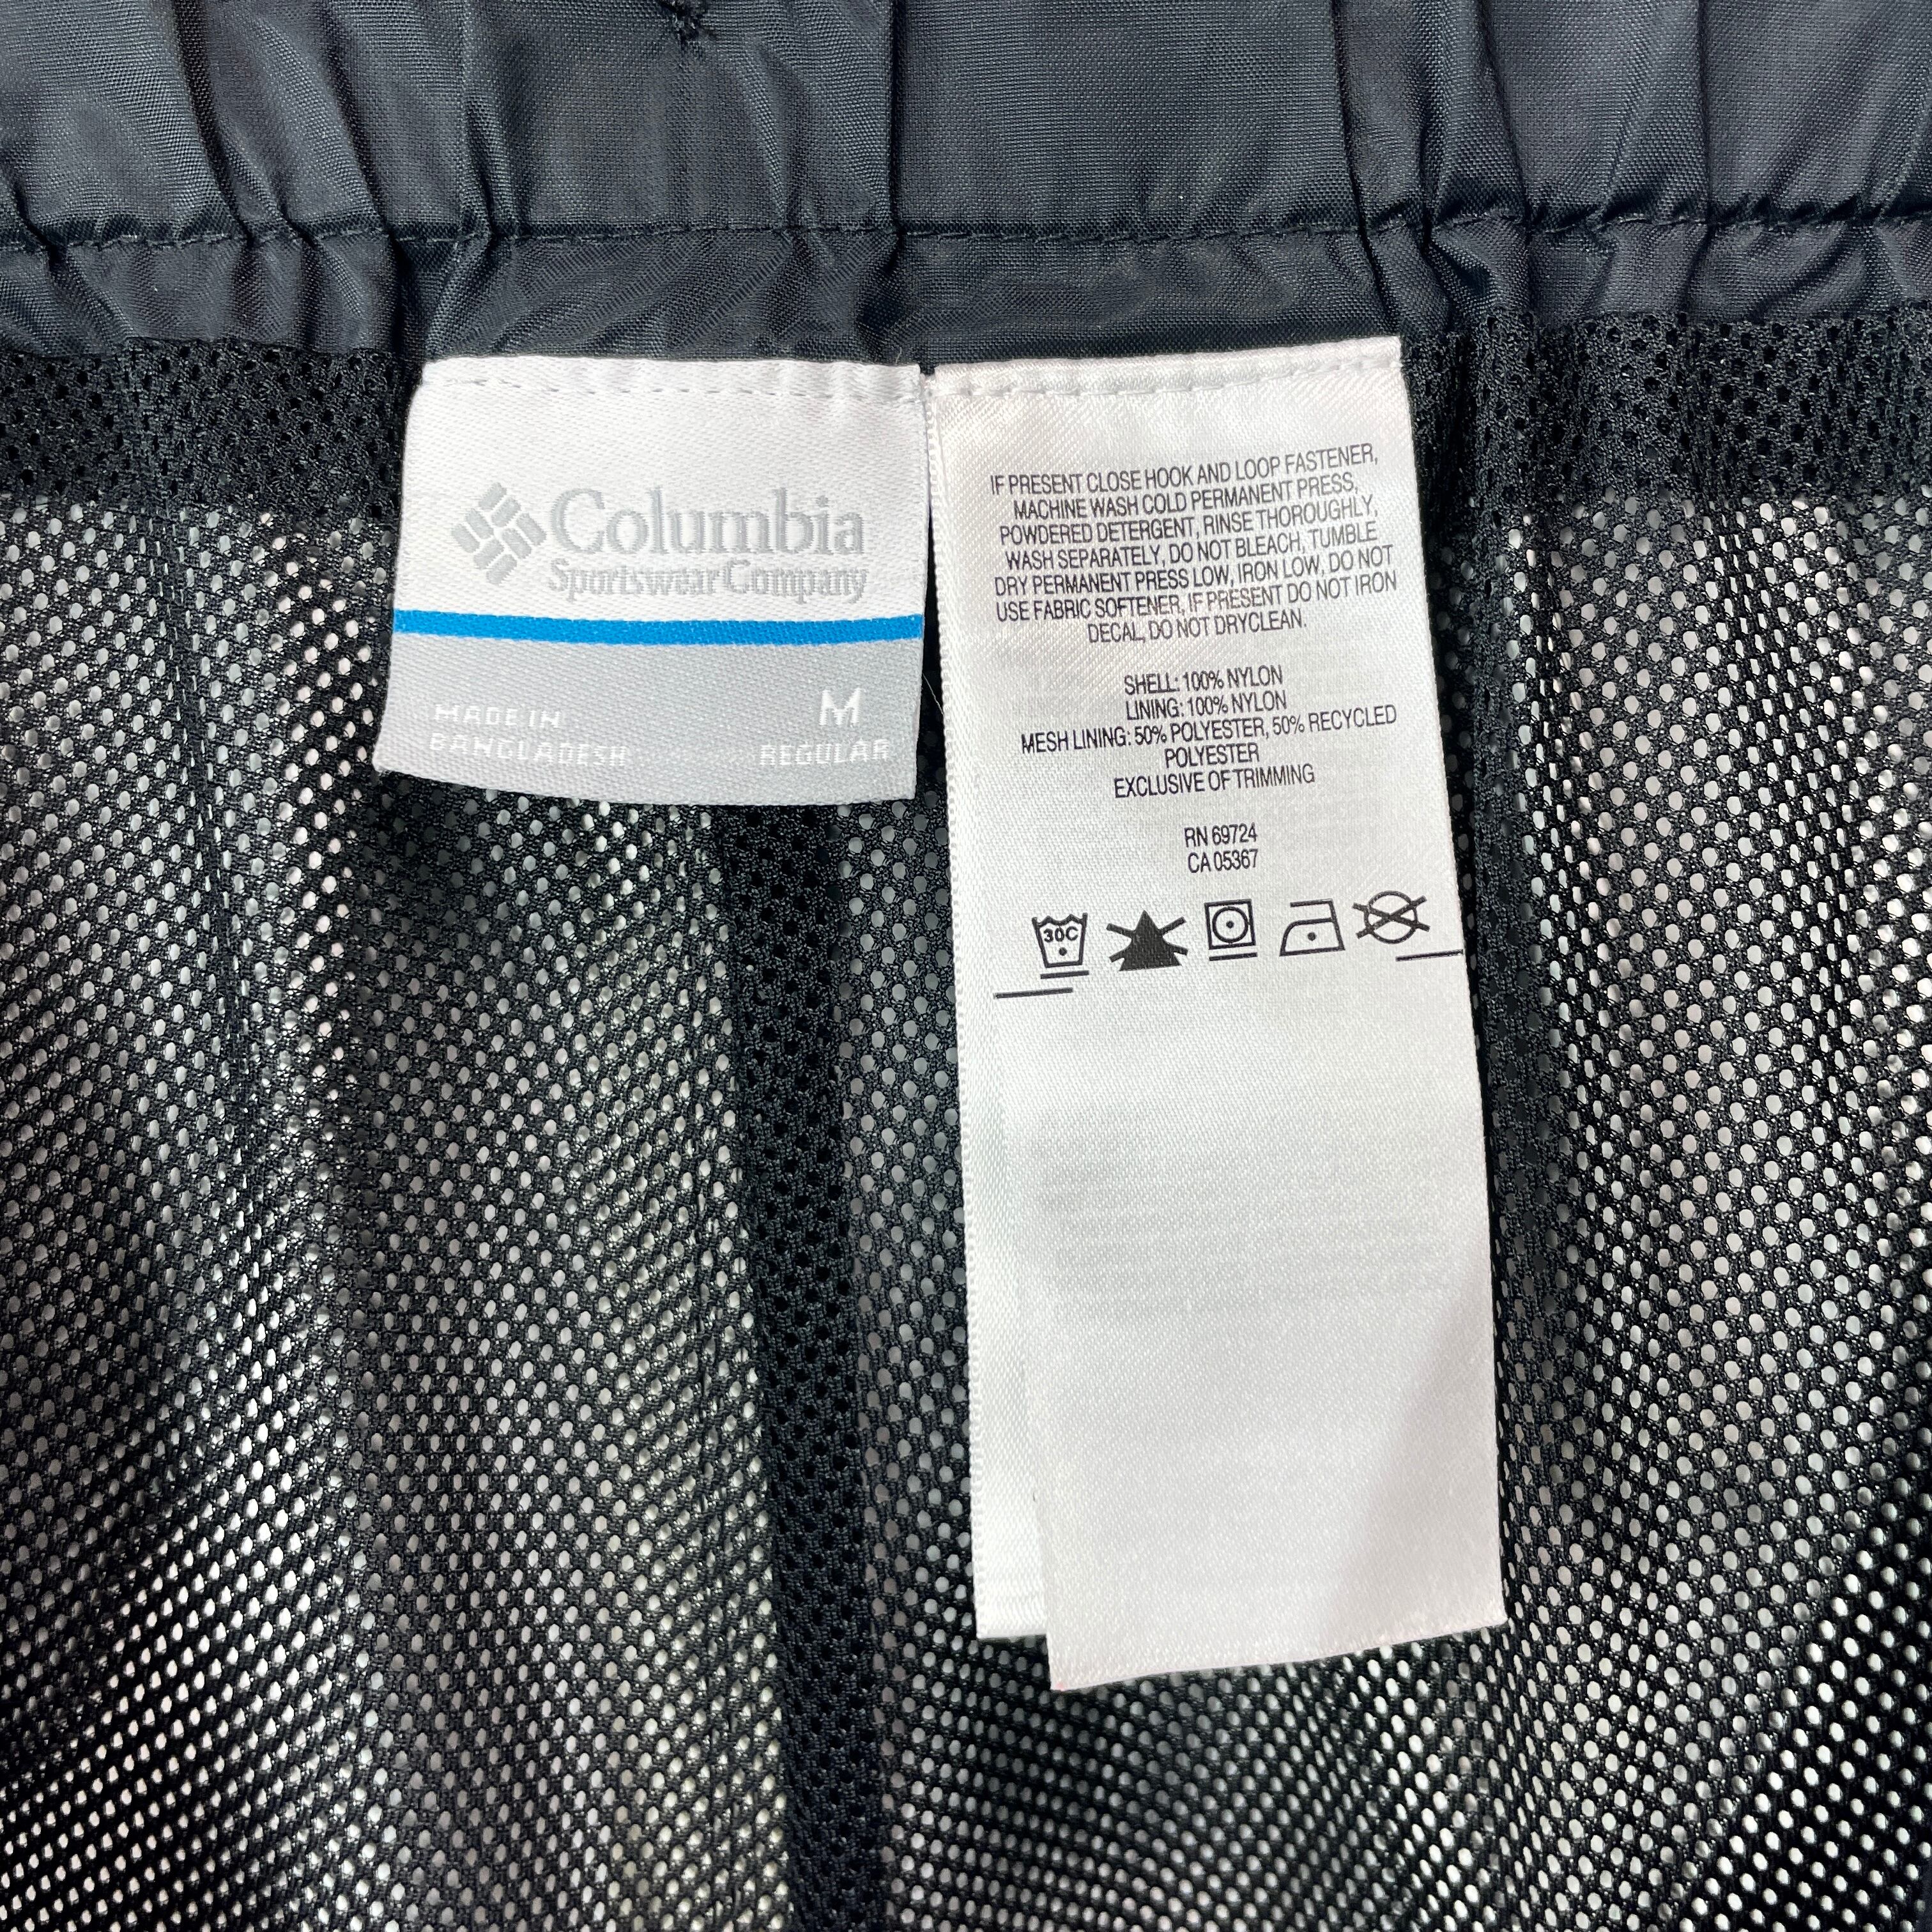 Columbia
Sportswear Company
MADE IN
BANGLADESH
M
REGULAR
IF PRESENT CLOSE HOOK AND LOOP FASTENER,
MACHINE WASH COLD PERMANENT PRESS,
POWDERED DETERGENT, RINSE THOROUGHLY,
WASH SEPARATELY, DO NOT BLEACH, TUMBLE
DRY PERMANENT PRESS LOW, IRON LOW, DO NOT
USE FABRIC SOFTENER, IF PRESENT DO NOT IRON
DECAL, DO NOT DRYCLEAN.
SHELL: 100% NYLON
LINING: 100% NYLON
MESH LINING: 50% POLYESTER, 50% RECYCLED
POLYESTER
EXCLUSIVE OF TRIMMING
RN 69724
CA 05367
30C